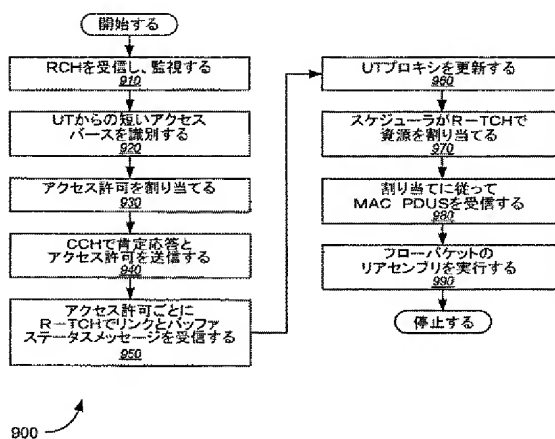 開始する
RCHを受信し、監視する
910
UTからの短いアクセス
バースを識別する
920
アクセス許可を割り当てる
930
CCHで肯定応答と
アクセス許可を送信する
940
アクセス許可ごとに
R-TCHでリンクとバッファ
ステータスメッセージを受信する
950
UTプロキシを更新する
960
スケジューラがR-TCHで
資源を割り当てる
970
割り当てに従って
MAC PDUSを受信する
980
フローパケットの
リアセンブリを実行する
990
停止する
900